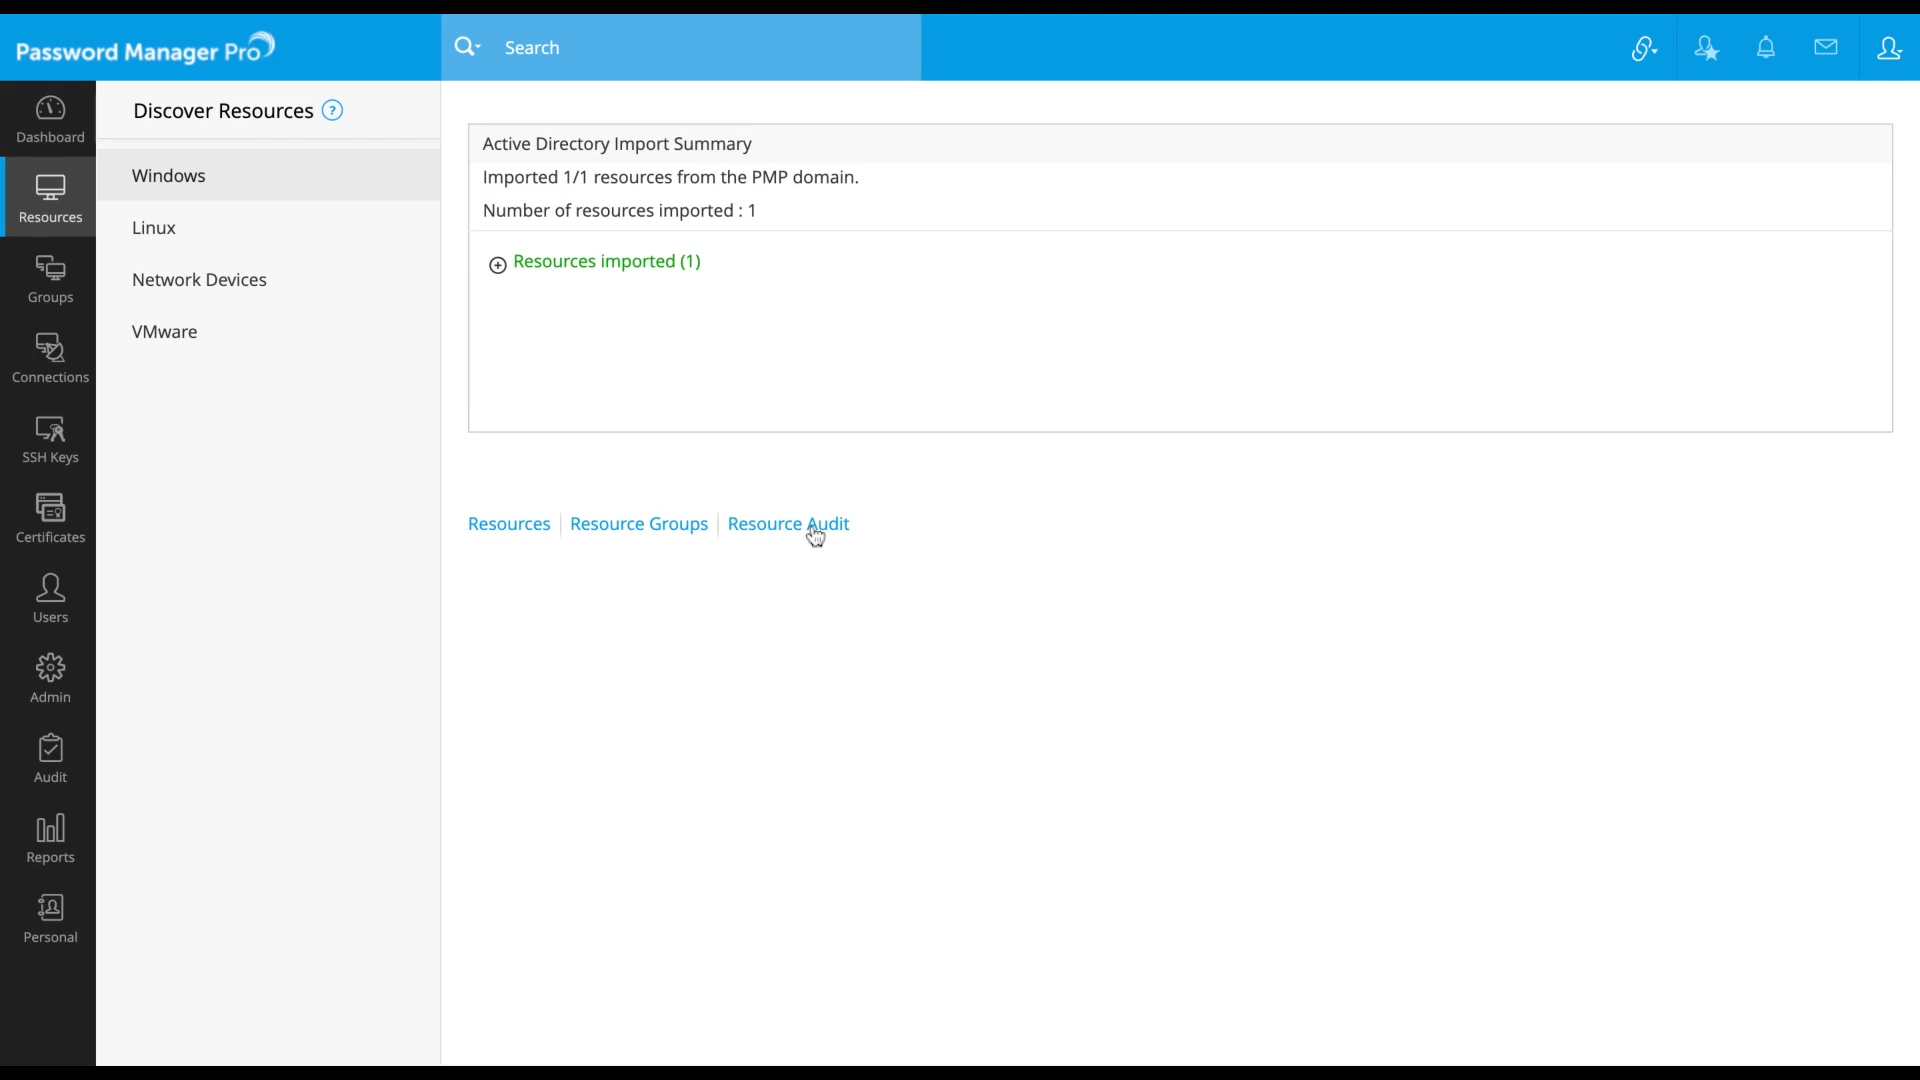 Password Manager Pro
Search
Dashboard
Resources
Groups
Connections
SSH Keys
Certificates
Users
Admin
Audit
Reports
Personal
Discover Resources ?
Windows
Linux
Network Devices
VMware
Active Directory Import Summary
Imported 1/1 resources from the PMP domain.
Number of resources imported : 1
Resources imported (1)
Resources
Resource Groups
Resource Audit